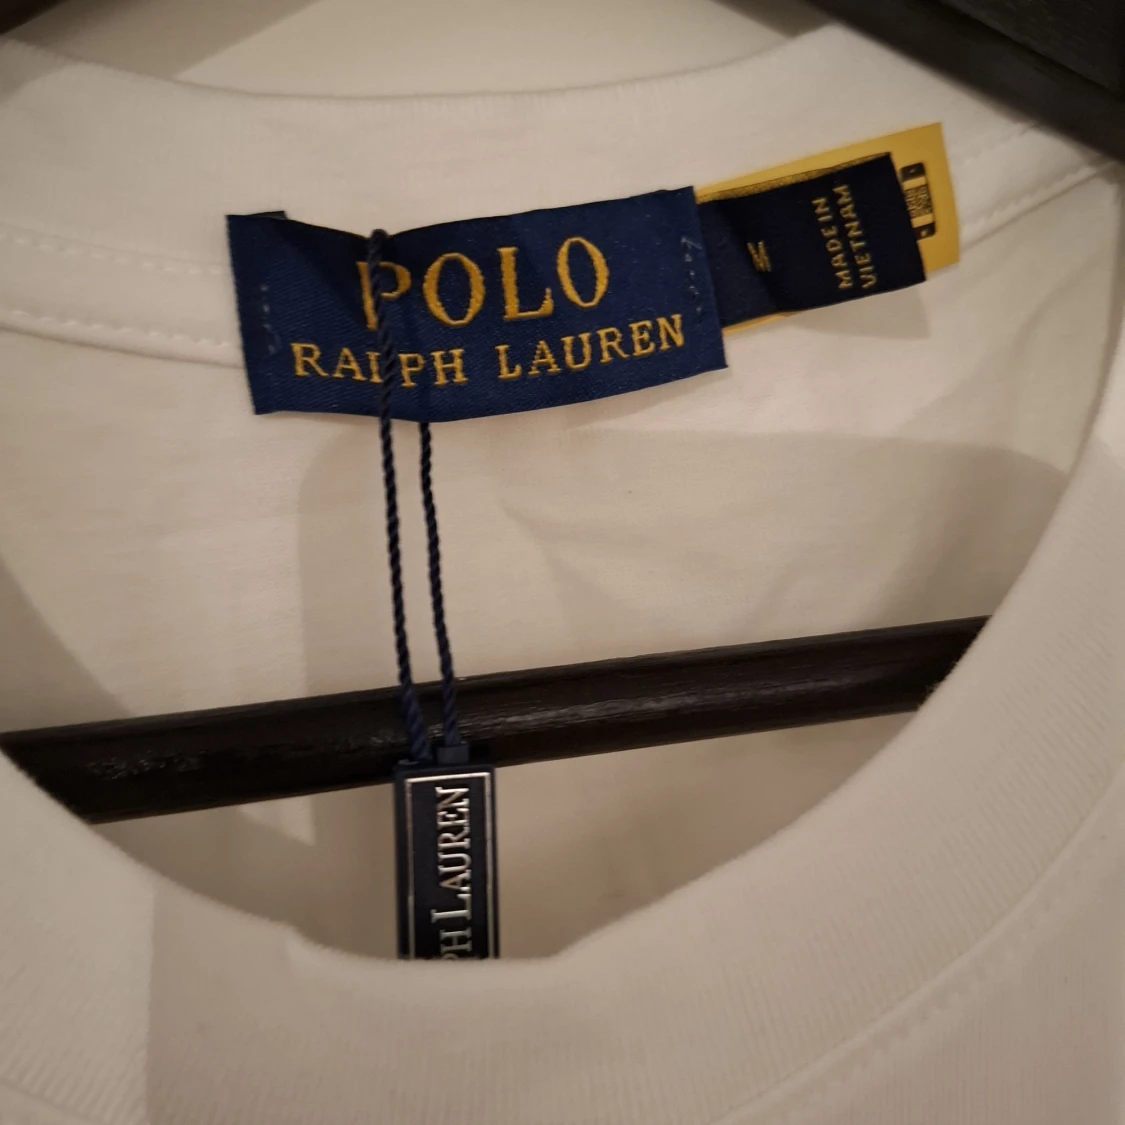 POLO
RALPH LAUREN
M
MADE IN
VIETNAM
PH LAUREN